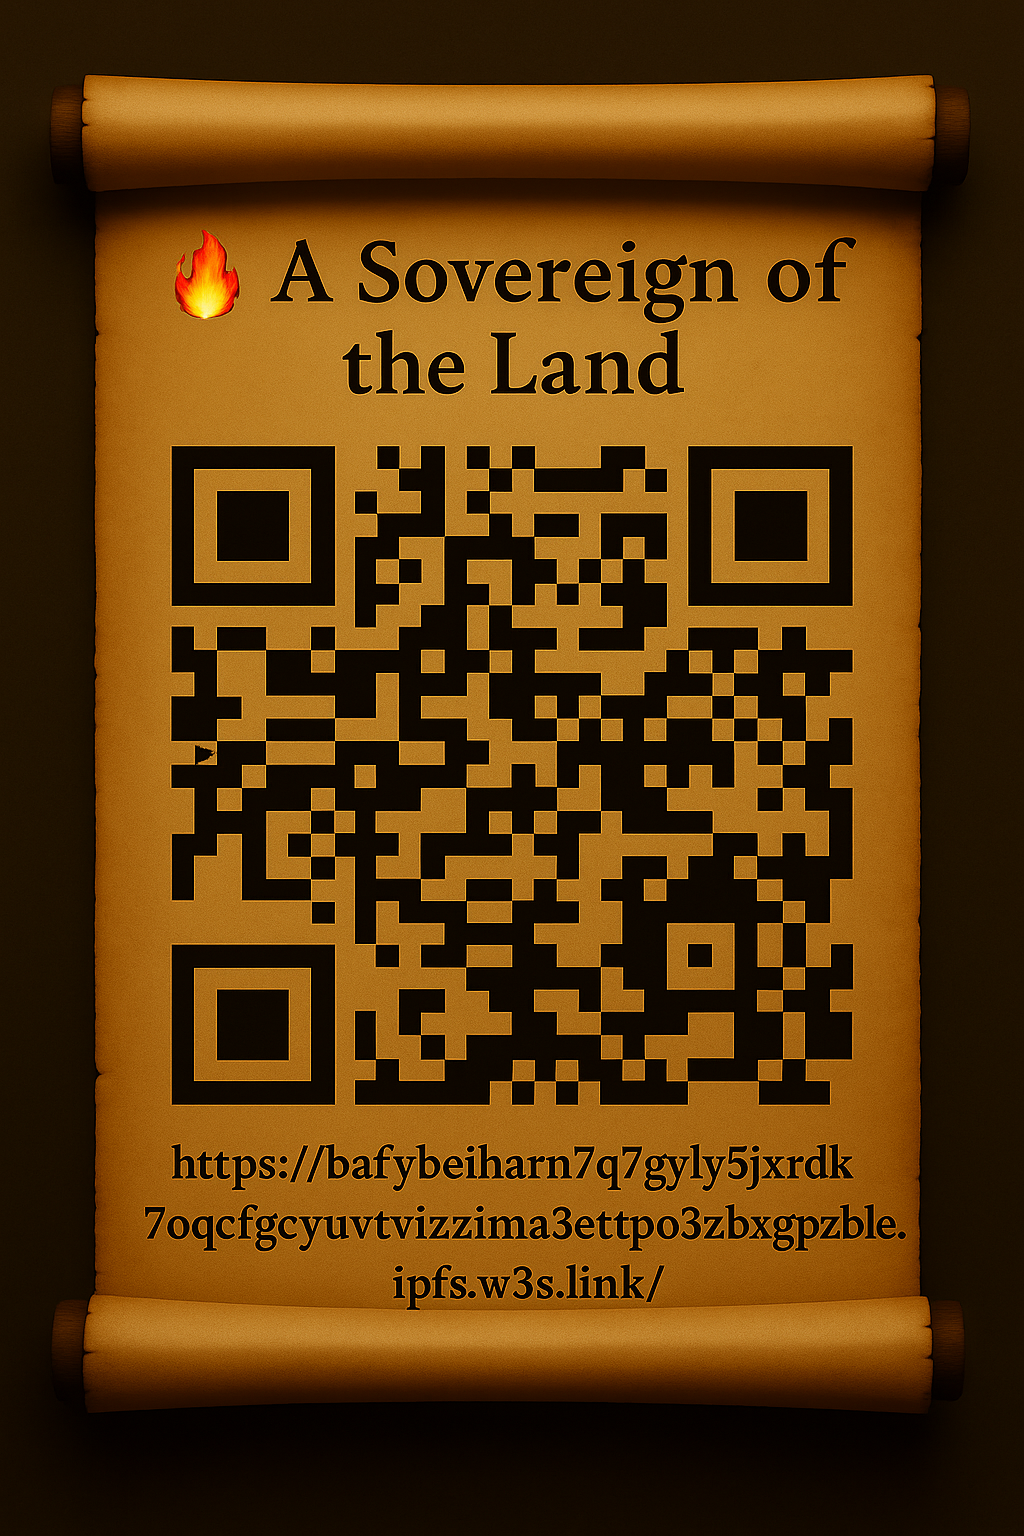 🔥 A Sovereign of
the Land
https://bafybeiharn7q7gyly5jxrdk
7oqcfgcyuvtvizzima3ettpo3zbxgpzble.
ipfs.w3s.link/